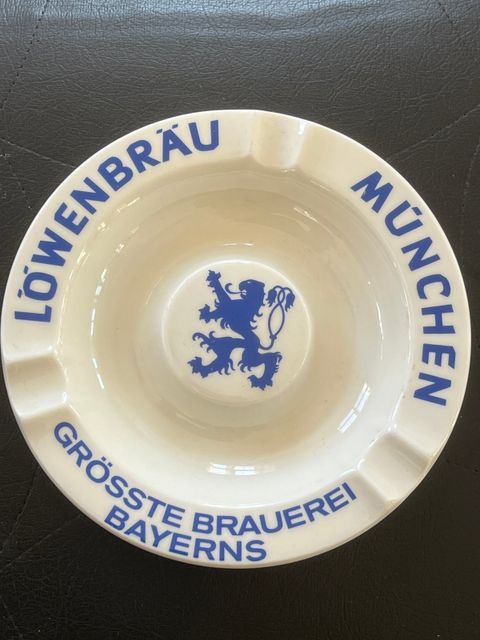 LÖWENBRÄU
MÜNCHEN
GRÖSSTE BRAUEREI
BAYERNS